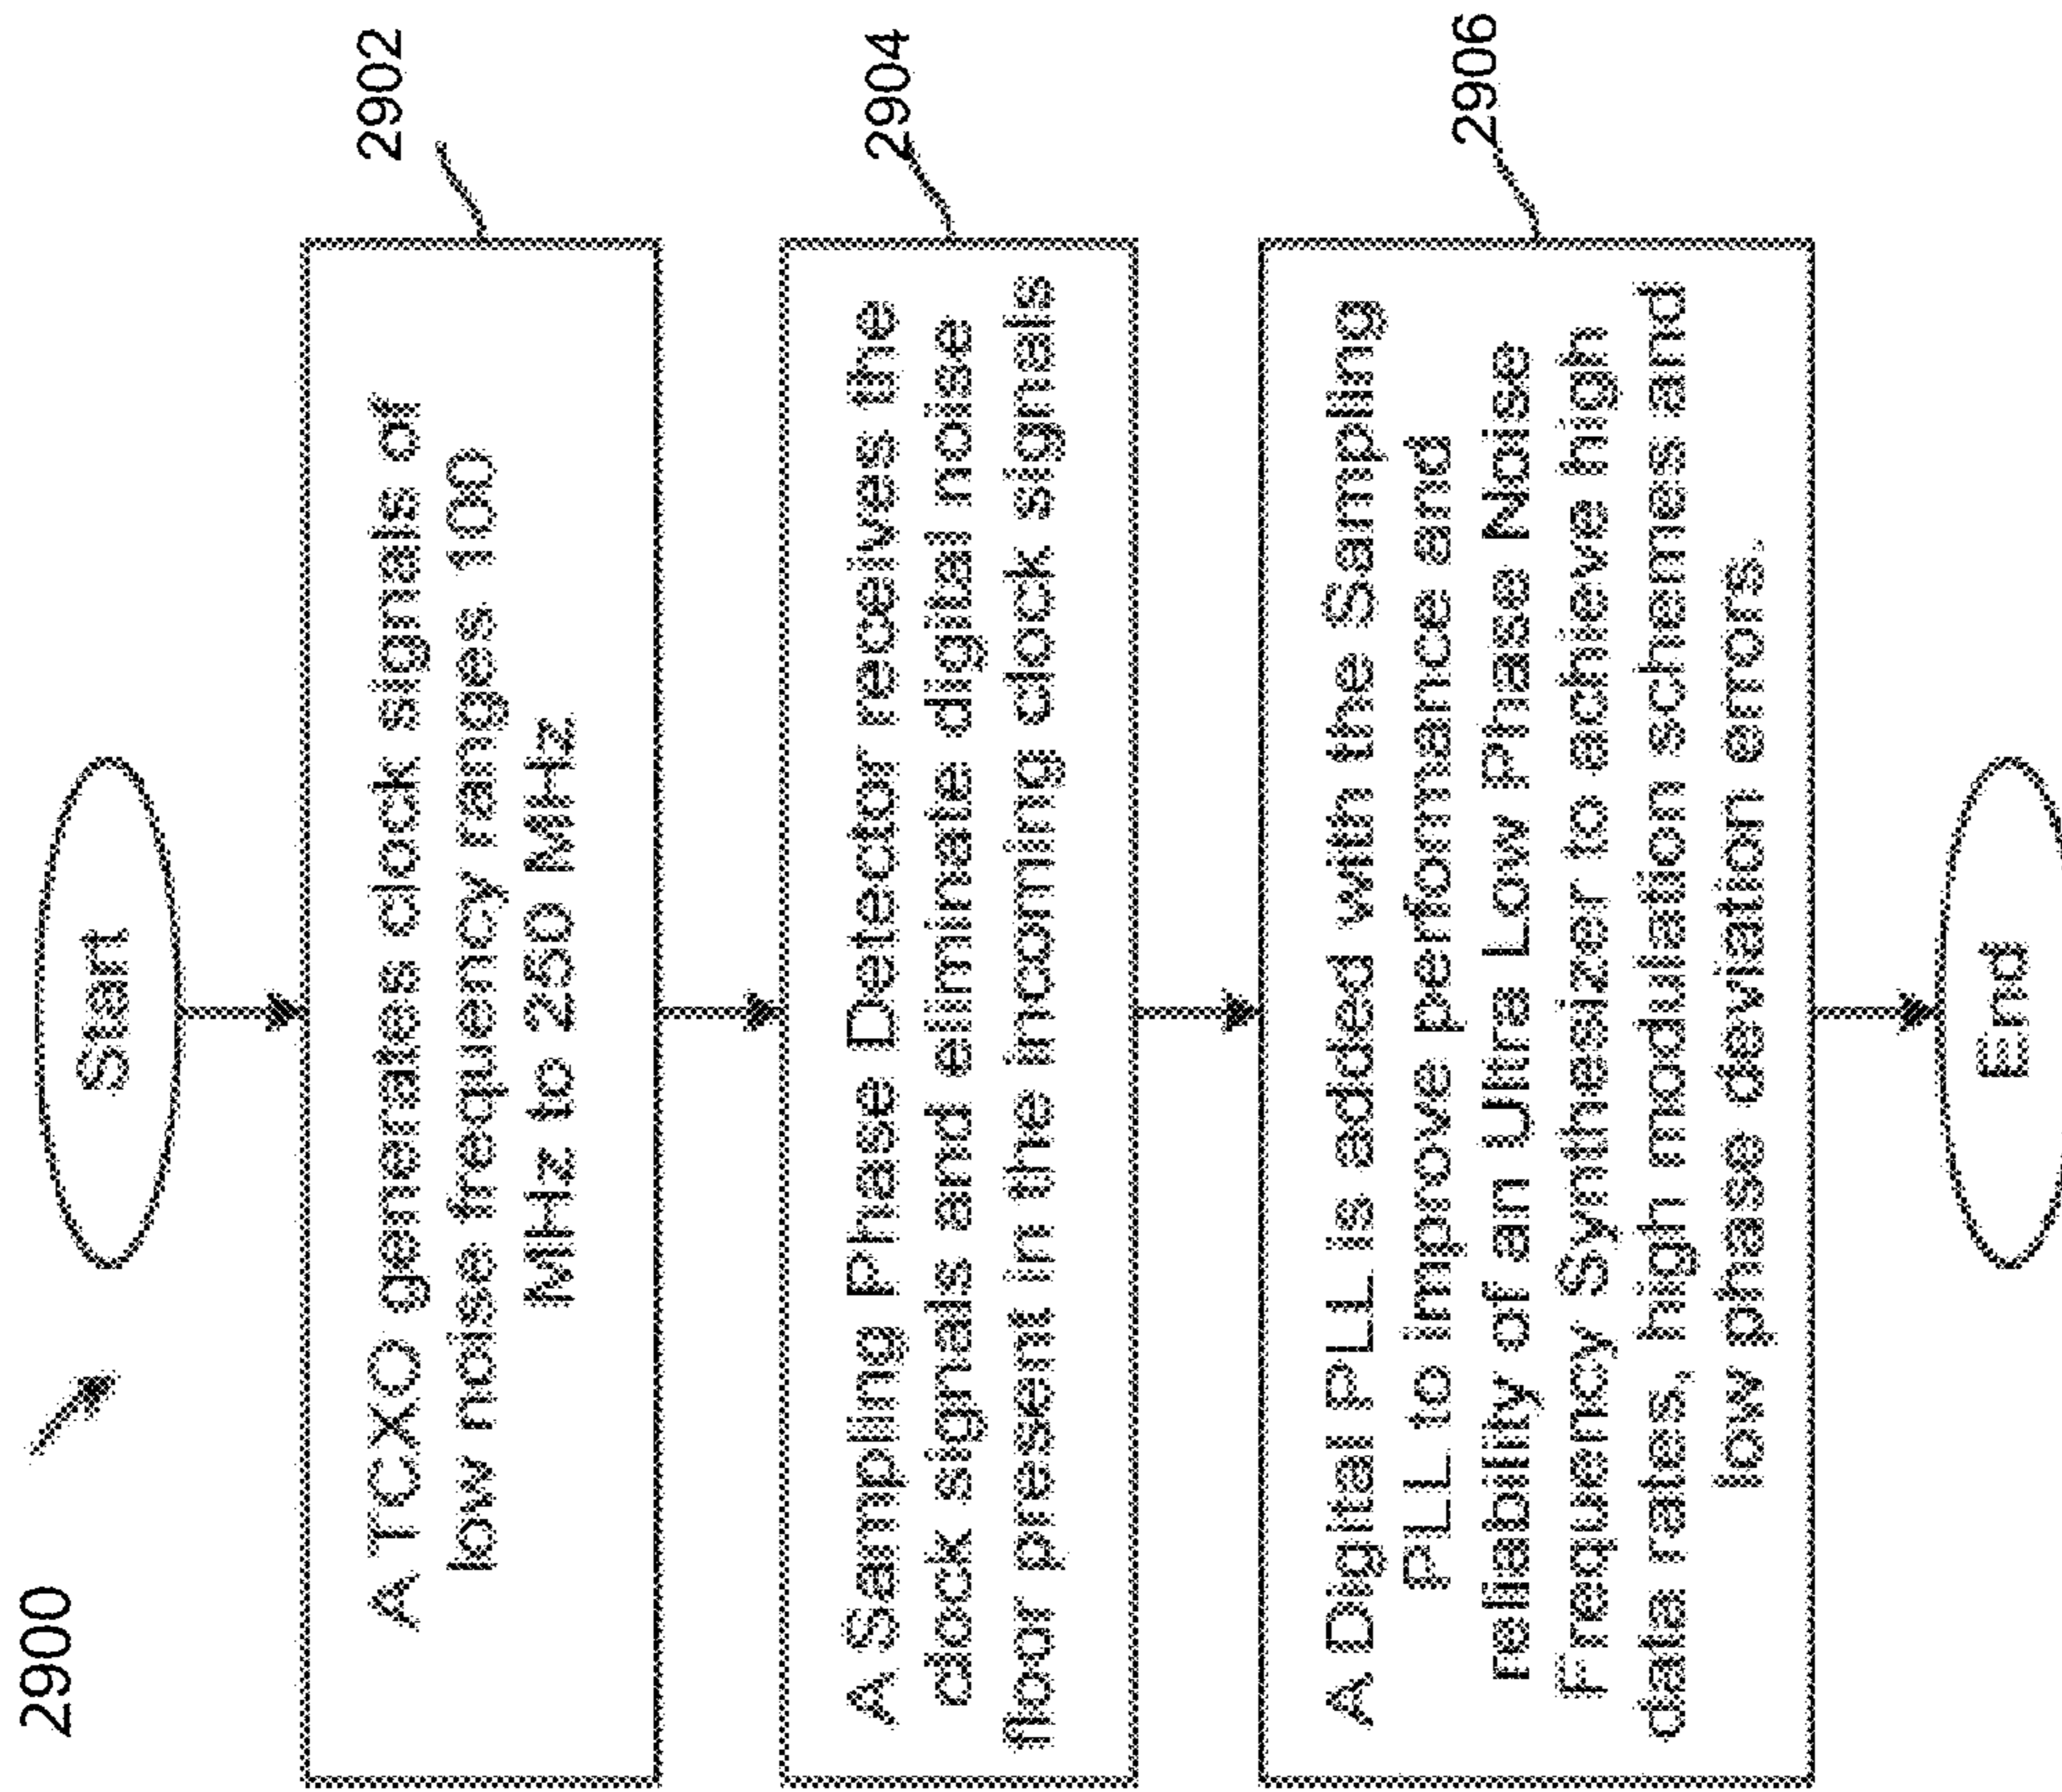 2900
Start
A TCXO generates clock signals of
low noise frequency ranges 100
MHz to 250 MHz
2902
A Sampling Phase Detector receives the
clock signals and eliminate digital noise
floor present in the incoming clock signals
2904
A Digital PLL is added with the Sampling
PLL to improve performance and
reliability of an Ultra Low Phase Noise
Frequency Synthesizer to achieve high
data rates, high modulation schemes and
low phase deviation errors.
2906
End